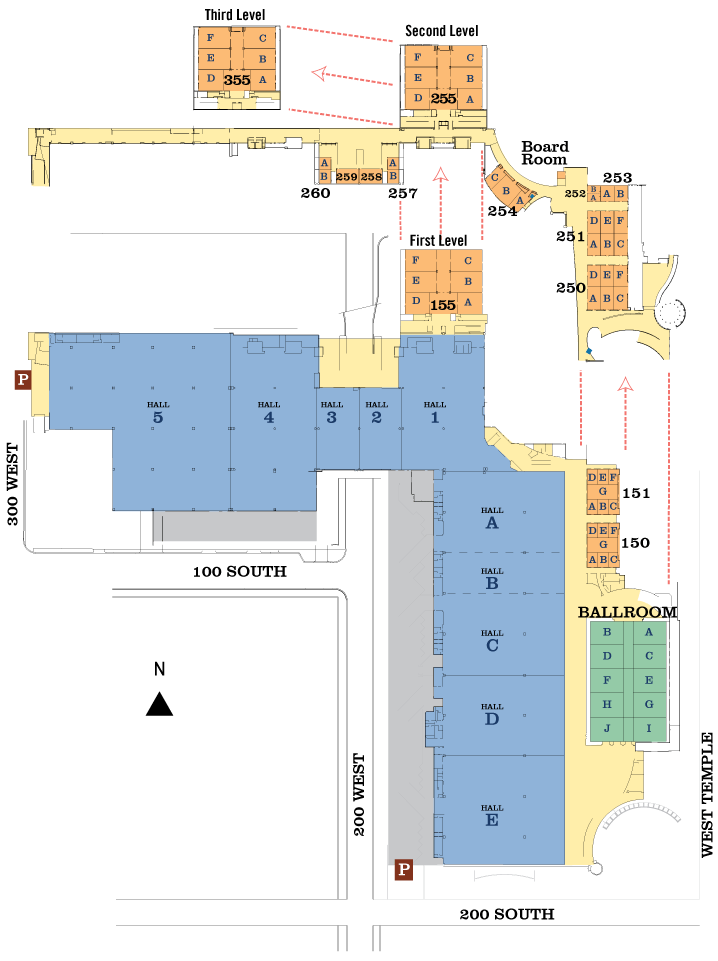 Third Level
F C
E B
D 355 A
Second Level
F C
E B
D 255 A
Board
Room
A A
B 259 258 B
260 257
C
B
A
254
253
252 B A A B
251
D E F
A B C
250
D E F
A B C
First Level
F C
E B
D 155 A
P
HALL
5
HALL
4
HALL
3
HALL
2
HALL
1
300 WEST
151
D E F
G
A B C
150
D E F
G
A B C
HALL
A
HALL
B
HALL
C
HALL
D
HALL
E
100 SOUTH
BALLROOM
B A
D C
F E
H G
J I
N
200 WEST
WEST TEMPLE
P
200 SOUTH